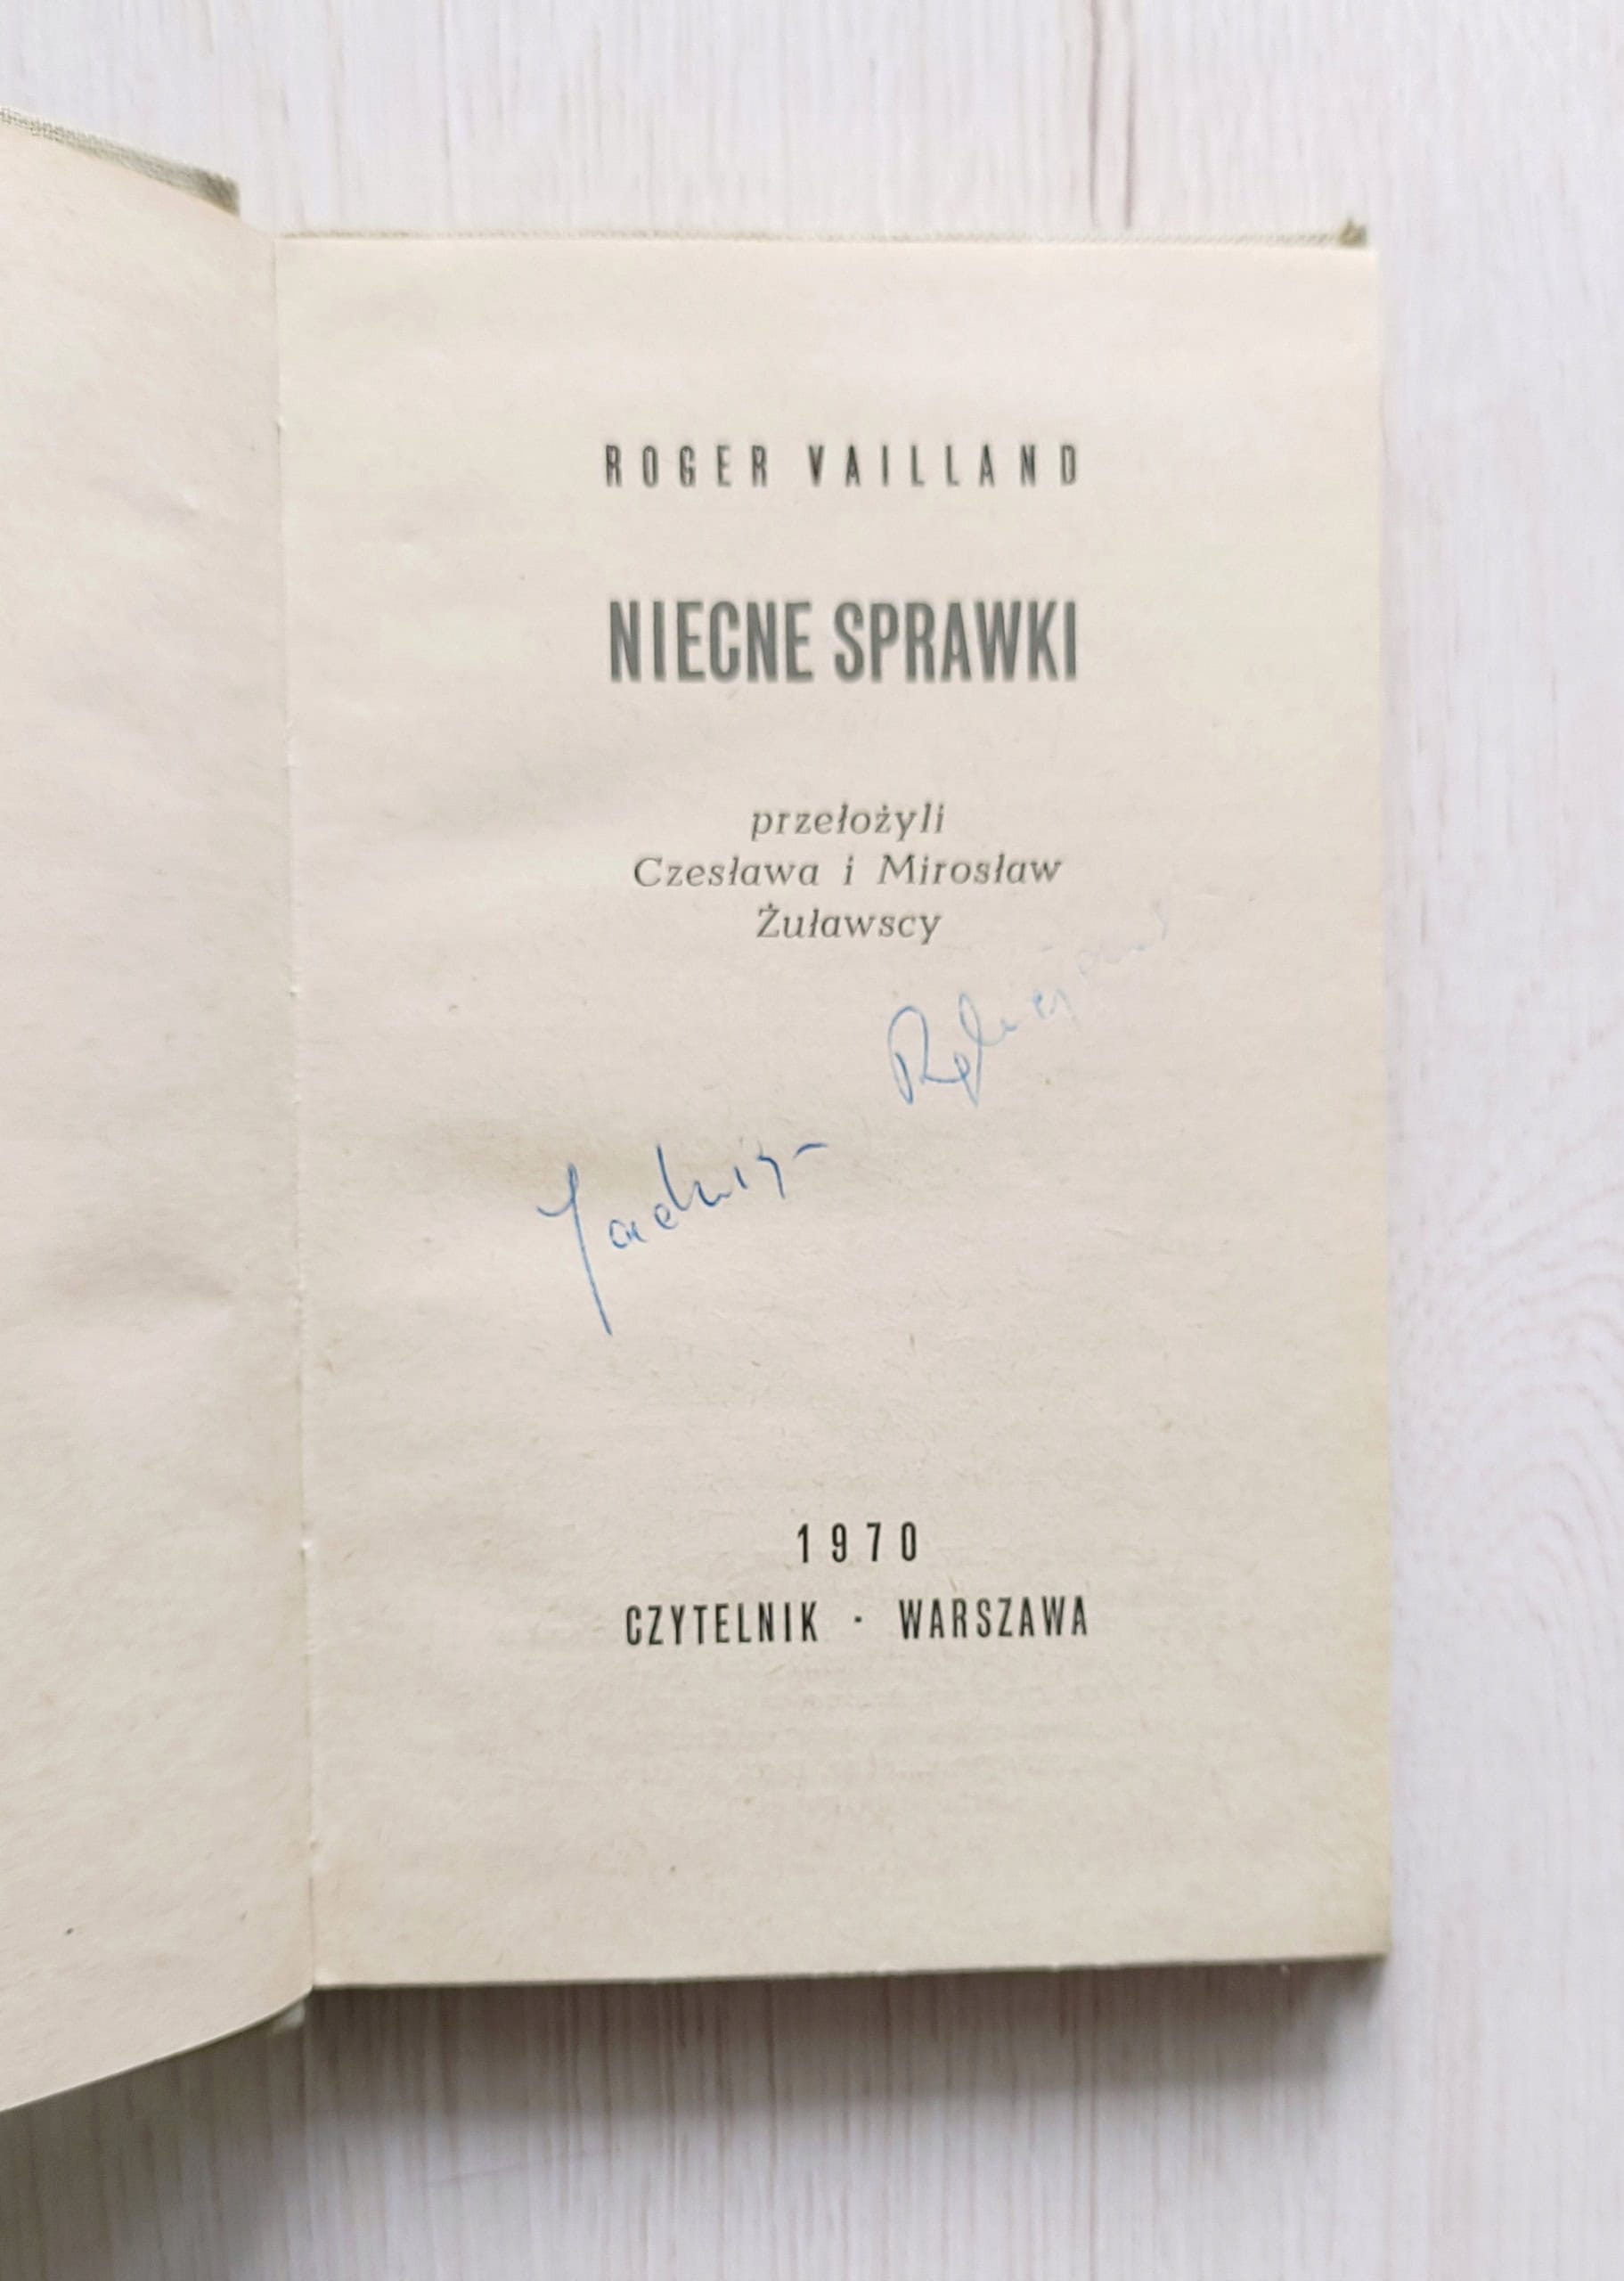 ROGER VAILLAND
NIECNE SPRAWKI
przełożyli
Czesława i Mirosław
Żuławscy
Jadwiga
1970
CZYTELNIK · WARSZAWA